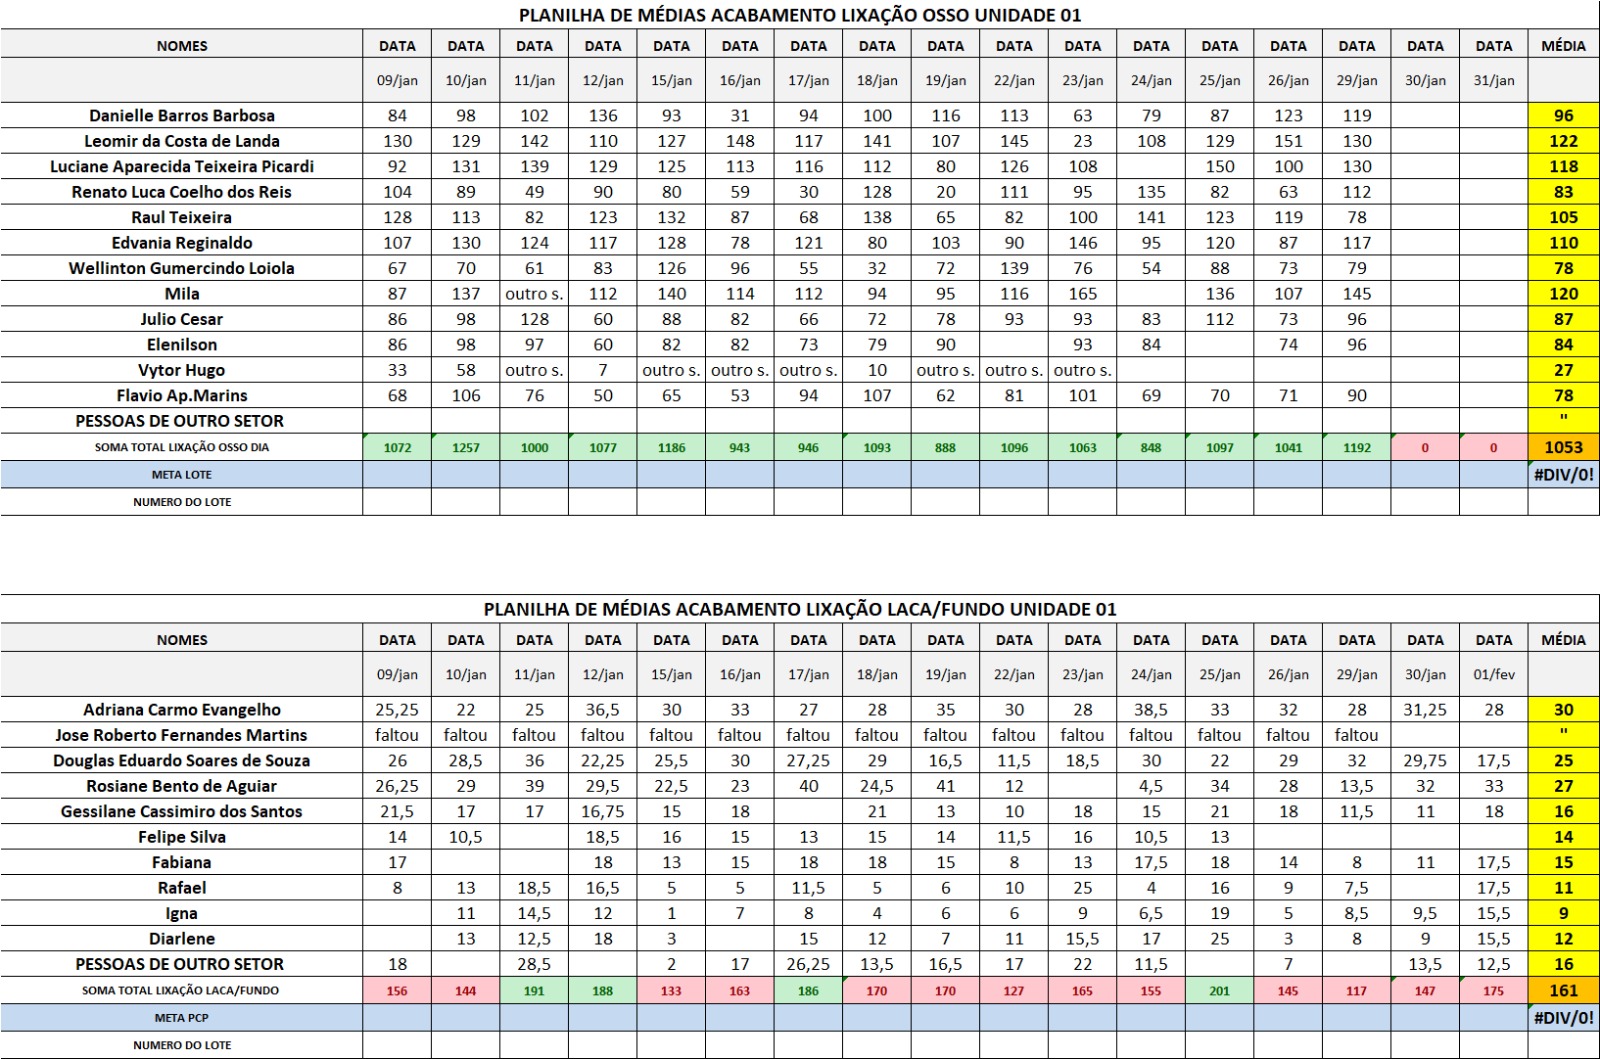 PLANILHA DE MÉDIAS ACABAMENTO LIXAÇÃO OSSO UNIDADE 01
NOMES DATA DATA DATA DATA DATA DATA DATA DATA DATA DATA DATA DATA DATA DATA DATA DATA DATA MÉDIA
09/jan 10/jan 11/jan 12/jan 15/jan 16/jan 17/jan 18/jan 19/jan 22/jan 23/jan 24/jan 25/jan 26/jan 29/jan 30/jan 31/jan
Danielle Barros Barbosa 84 98 102 136 93 31 94 100 116 113 63 79 87 123 119 96
Leomir da Costa de Landa 130 129 142 110 127 148 117 141 107 145 23 108 129 151 130 122
Luciane Aparecida Teixeira Picardi 92 131 139 129 125 113 116 112 80 126 108 150 100 130 118
Renato Luca Coelho dos Reis 104 89 49 90 80 59 30 128 20 111 95 135 82 63 112 83
Raul Teixeira 128 113 82 123 132 87 68 138 65 82 100 141 123 119 78 105
Edvania Reginaldo 107 130 124 117 128 78 121 80 103 90 146 95 120 87 117 110
Wellinton Gumercindo Loiola 67 70 61 83 126 96 55 32 72 139 76 54 88 73 79 78
Mila 87 137 outro s. 112 140 114 112 94 95 116 165 136 107 145 120
Julio Cesar 86 98 128 60 88 82 66 72 78 93 93 83 112 73 96 87
Elenilson 86 98 97 60 82 82 73 79 90 93 84 74 96 84
Vytor Hugo 33 58 outro s. 7 outro s. outro s. outro s. 10 outro s. outro s. outro s. 27
Flavio Ap.Marins 68 106 76 50 65 53 94 107 62 81 101 69 70 71 90 78
PESSOAS DE OUTRO SETOR "
SOMA TOTAL LIXAÇÃO OSSO DIA 1072 1257 1000 1077 1186 943 946 1093 888 1096 1063 848 1097 1041 1192 0 0 1053
META LOTE #DIV/0!
NUMERO DO LOTE
PLANILHA DE MÉDIAS ACABAMENTO LIXAÇÃO LACA/FUNDO UNIDADE 01
NOMES DATA DATA DATA DATA DATA DATA DATA DATA DATA DATA DATA DATA DATA DATA DATA DATA DATA MÉDIA
09/jan 10/jan 11/jan 12/jan 15/jan 16/jan 17/jan 18/jan 19/jan 22/jan 23/jan 24/jan 25/jan 26/jan 29/jan 30/jan 01/fev
Adriana Carmo Evangelho 25,25 22 25 36,5 30 33 27 28 35 30 28 38,5 33 32 28 31,25 28 30
Jose Roberto Fernandes Martins faltou faltou faltou faltou faltou faltou faltou faltou faltou faltou faltou faltou faltou faltou faltou "
Douglas Eduardo Soares de Souza 26 28,5 36 22,25 25,5 30 27,25 29 16,5 11,5 18,5 30 22 29 32 29,75 17,5 25
Rosiane Bento de Aguiar 26,25 29 39 29,5 22,5 23 40 24,5 41 12 4,5 34 28 13,5 32 33 27
Gessilane Cassimiro dos Santos 21,5 17 17 16,75 15 18 21 13 10 18 15 21 18 11,5 11 18 16
Felipe Silva 14 10,5 18,5 16 15 13 15 14 11,5 16 10,5 13 14
Fabiana 17 18 13 15 18 18 15 8 13 17,5 18 14 8 11 17,5 15
Rafael 8 13 18,5 16,5 5 5 11,5 5 6 10 25 4 16 9 7,5 17,5 11
Igna 11 14,5 12 1 7 8 4 6 6 9 6,5 19 5 8,5 9,5 15,5 9
Diarlene 13 12,5 18 3 15 12 7 11 15,5 17 25 3 8 9 15,5 12
PESSOAS DE OUTRO SETOR 18 28,5 2 17 26,25 13,5 16,5 17 22 11,5 7 13,5 12,5 16
SOMA TOTAL LIXAÇÃO LACA/FUNDO 156 144 191 188 133 163 186 170 170 127 165 155 201 145 117 147 175 161
META PCP #DIV/0!
NUMERO DO LOTE